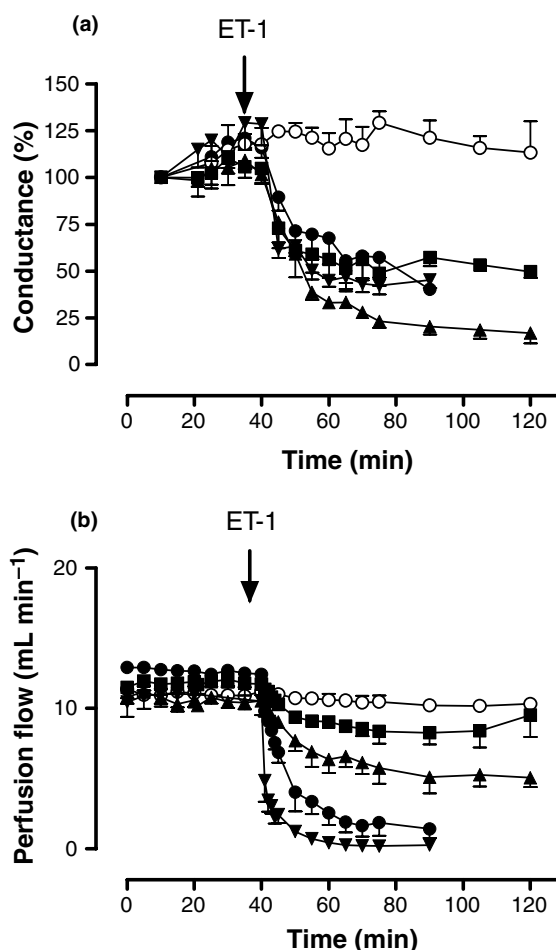 (a)
ET-1
150
125
100
75
50
25
0
Conductance (%)
0 20 40 60 80 100 120
Time (min)
(b)
ET-1
20
10
0
Perfusion flow (mL min⁻¹)
0 20 40 60 80 100 120
Time (min)